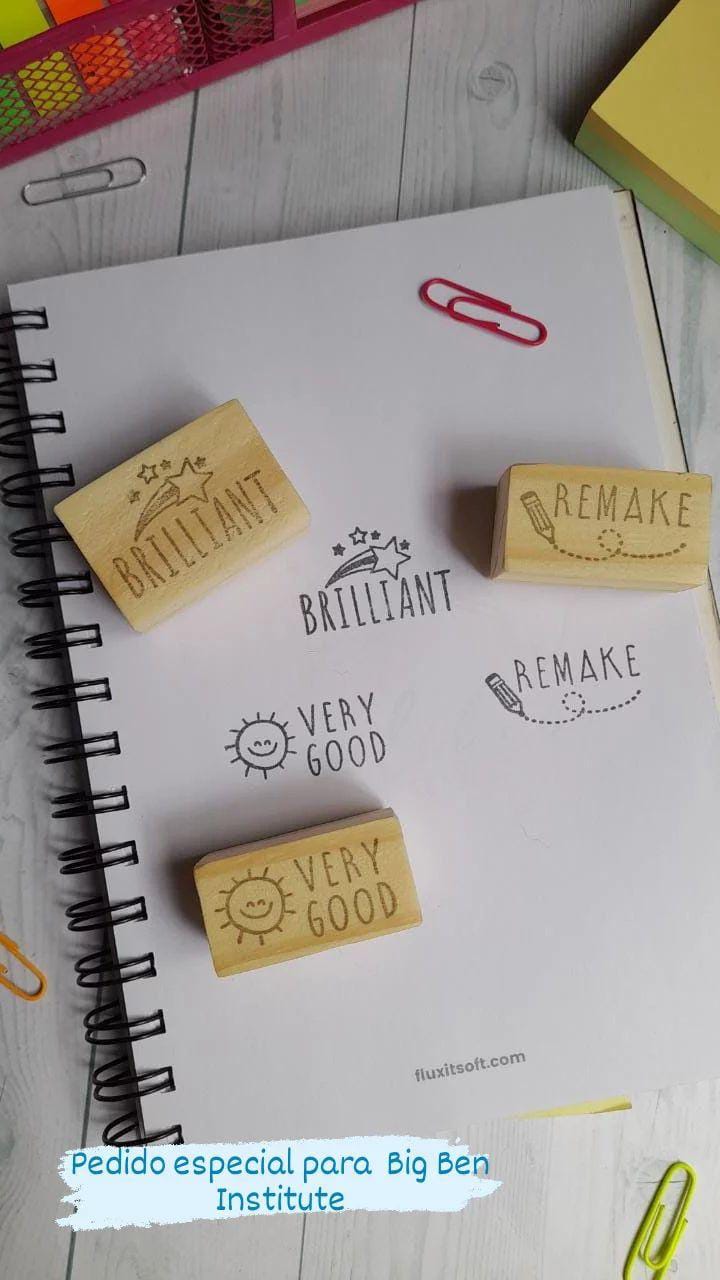 BRILLIANT
REMAKE
BRILLIANT
REMAKE
VERY
GOOD
VERY
GOOD
fluxitsoft.com
Pedido especial para Big Ben
Institute